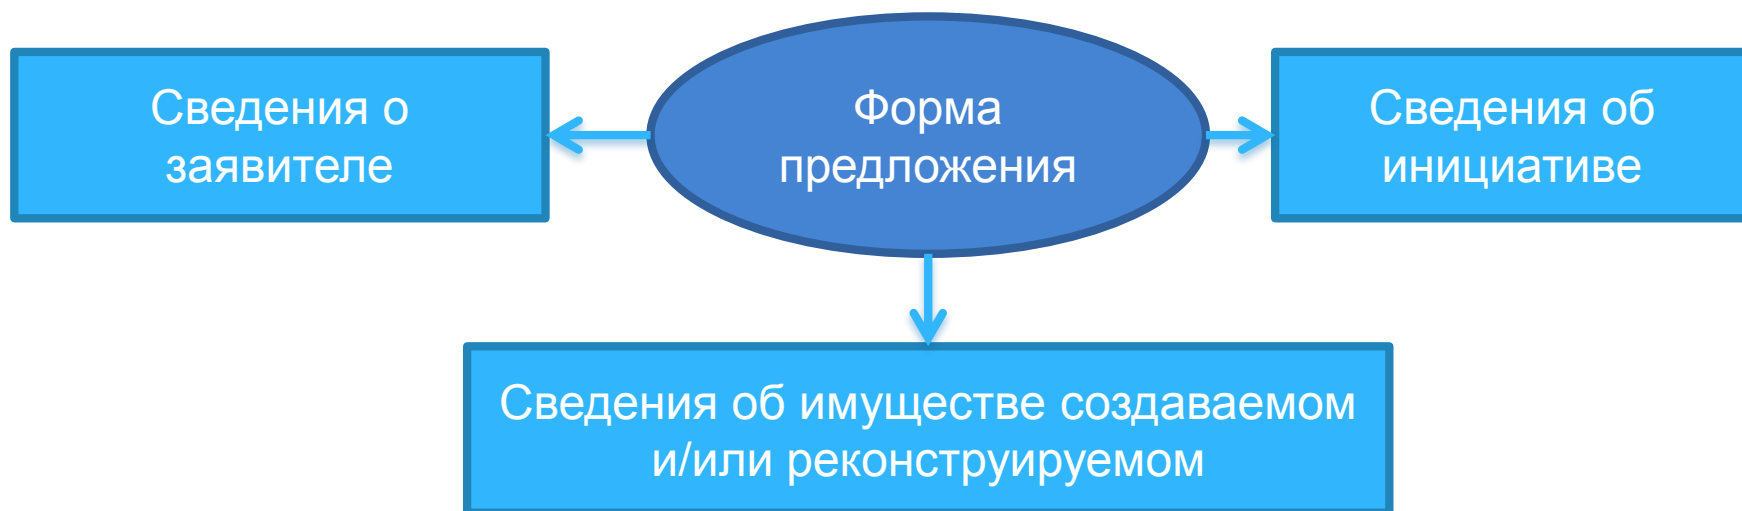 Сведения о
заявителе
Форма
предложения
Сведения об
инициативе
Сведения об имуществе создаваемом
и/или реконструируемом